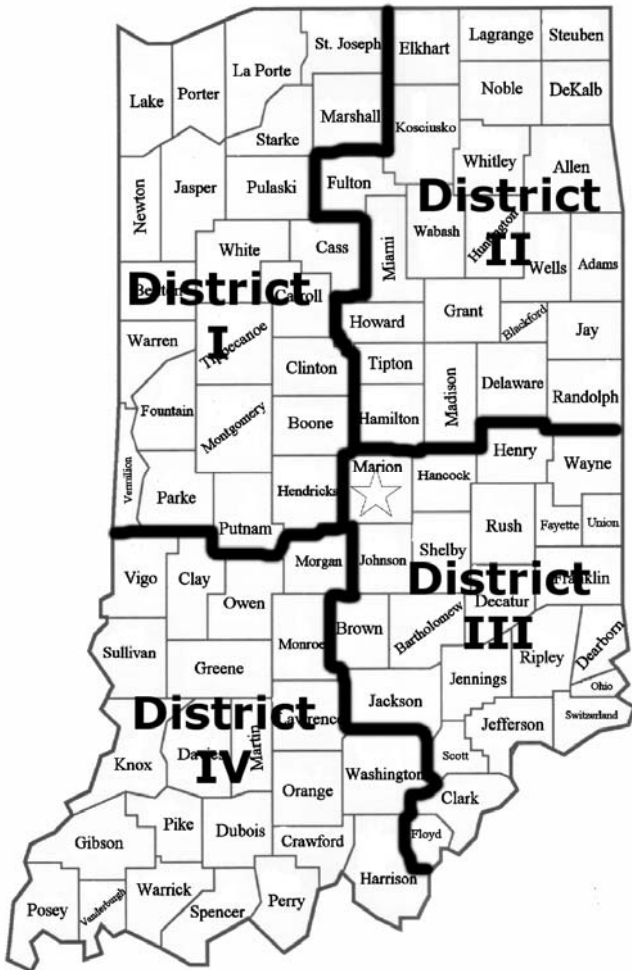 St. Joseph
Elkhart
Lagrange
Steuben
La Porte
Lake
Porter
Noble
DeKalb
Marshall
Kosciusko
Starke
Whitley
Allen
Newton
Jasper
Pulaski
Fulton
District
II
White
Cass
Miami
Wabash
Huntington
Wells
Adams
District
I
Benton
Carroll
Howard
Grant
Blackford
Jay
Warren
Tippecanoe
Clinton
Tipton
Madison
Delaware
Randolph
Fountain
Montgomery
Boone
Hamilton
Vermilion
Parke
Hendricks
Marion
Hancock
Henry
Wayne
Putnam
Rush
Fayette
Union
Vigo
Clay
Morgan
Johnson
Shelby
District
III
Franklin
Owen
Decatur
Sullivan
Greene
Monroe
Brown
Bartholomew
Ripley
Dearborn
Jennings
Ohio
District
IV
Lawrence
Jackson
Jefferson
Switzerland
Knox
Davies
Martin
Scott
Washington
Orange
Clark
Gibson
Pike
Dubois
Crawford
Floyd
Harrison
Posey
Vanderburgh
Warrick
Spencer
Perry